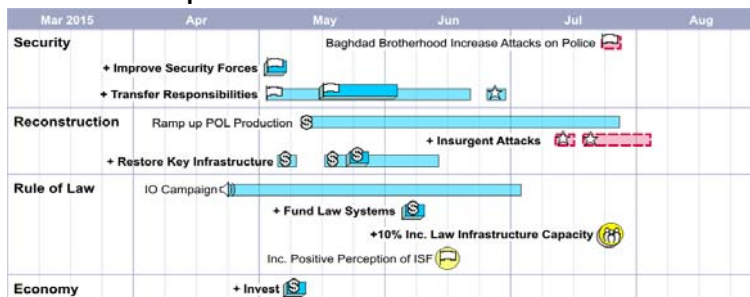 Mar 2015 Apr May Jun Jul Aug
Security
Baghdad Brotherhood Increase Attacks on Police
+ Improve Security Forces
+ Transfer Responsibilities
Reconstruction
Ramp up POL Production $
+ Insurgent Attacks
+ Restore Key Infrastructure $ $ $
Rule of Law
IO Campaign
+ Fund Law Systems $
+10% Inc. Law Infrastructure Capacity
Inc. Positive Perception of ISF
Economy
+ Invest $